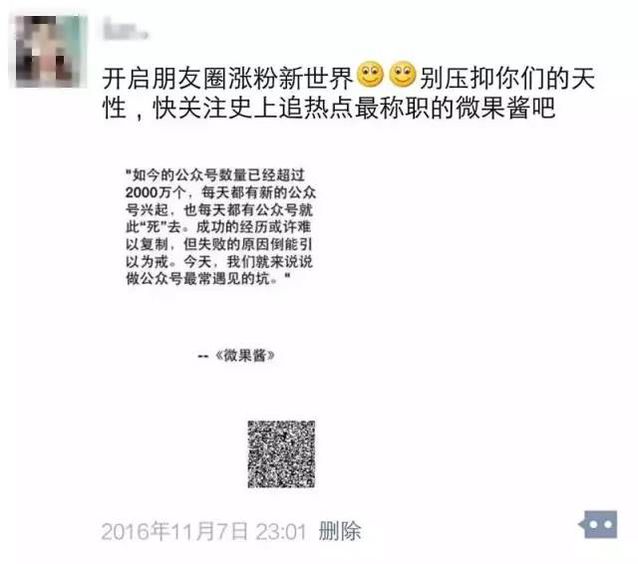 开启朋友圈涨粉新世界 别压抑你们的天
性，快关注史上追热点最称职的微果酱吧
"如今的公众号数量已经超过
2000万个，每天都有新的公众
号兴起，也每天都有公众号就
此“死”去。成功的经历或许难
以复制，但失败的原因倒能引
以为戒。今天，我们就来说说
做公众号最常遇见的坑。"
--《微果酱》
2016年11月7日 23:01 删除